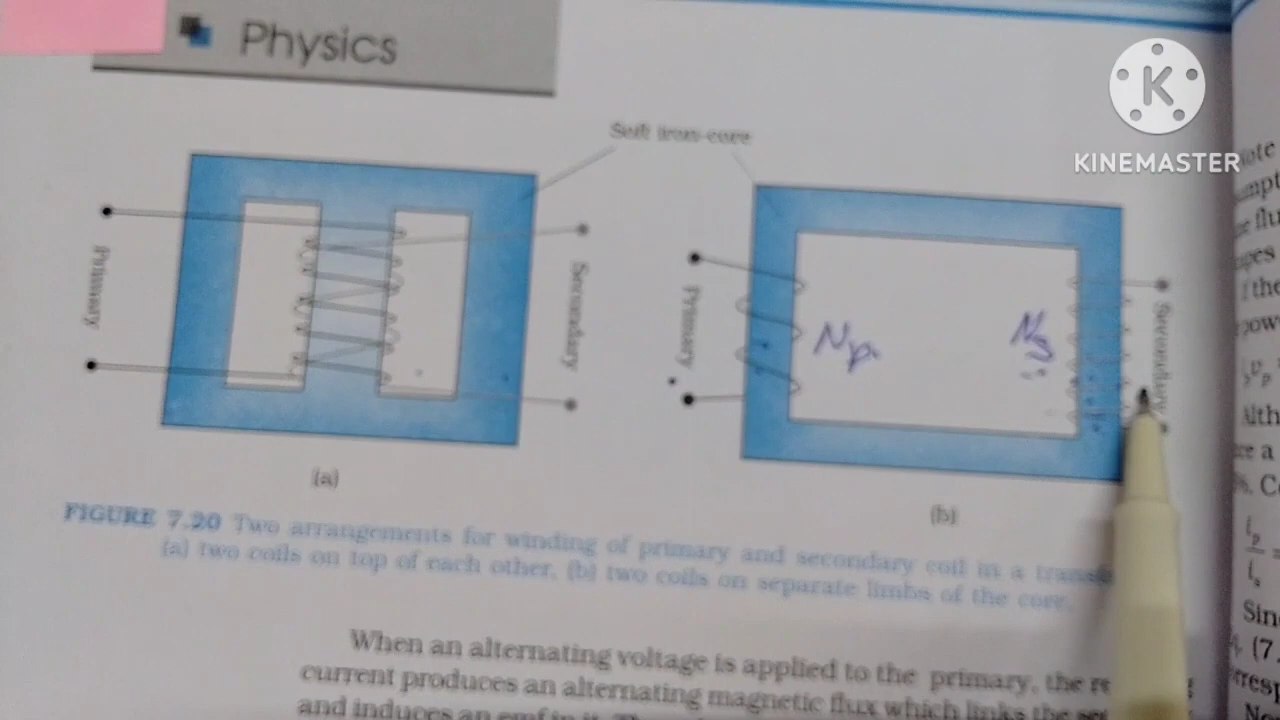 Physics
KINEMASTER
Soft iron-core
Primary
Secondary
Primary
Secondary
Np
Ns
(a)
(b)
FIGURE 7.20 Two arrangements for winding of primary and secondary coil in a
(a) two coils on top of each other, (b) two coils on separate limbs of the core.
When an alternating voltage is applied to the primary, the
current produces an alternating magnetic flux which links the
and induces an emf in it.